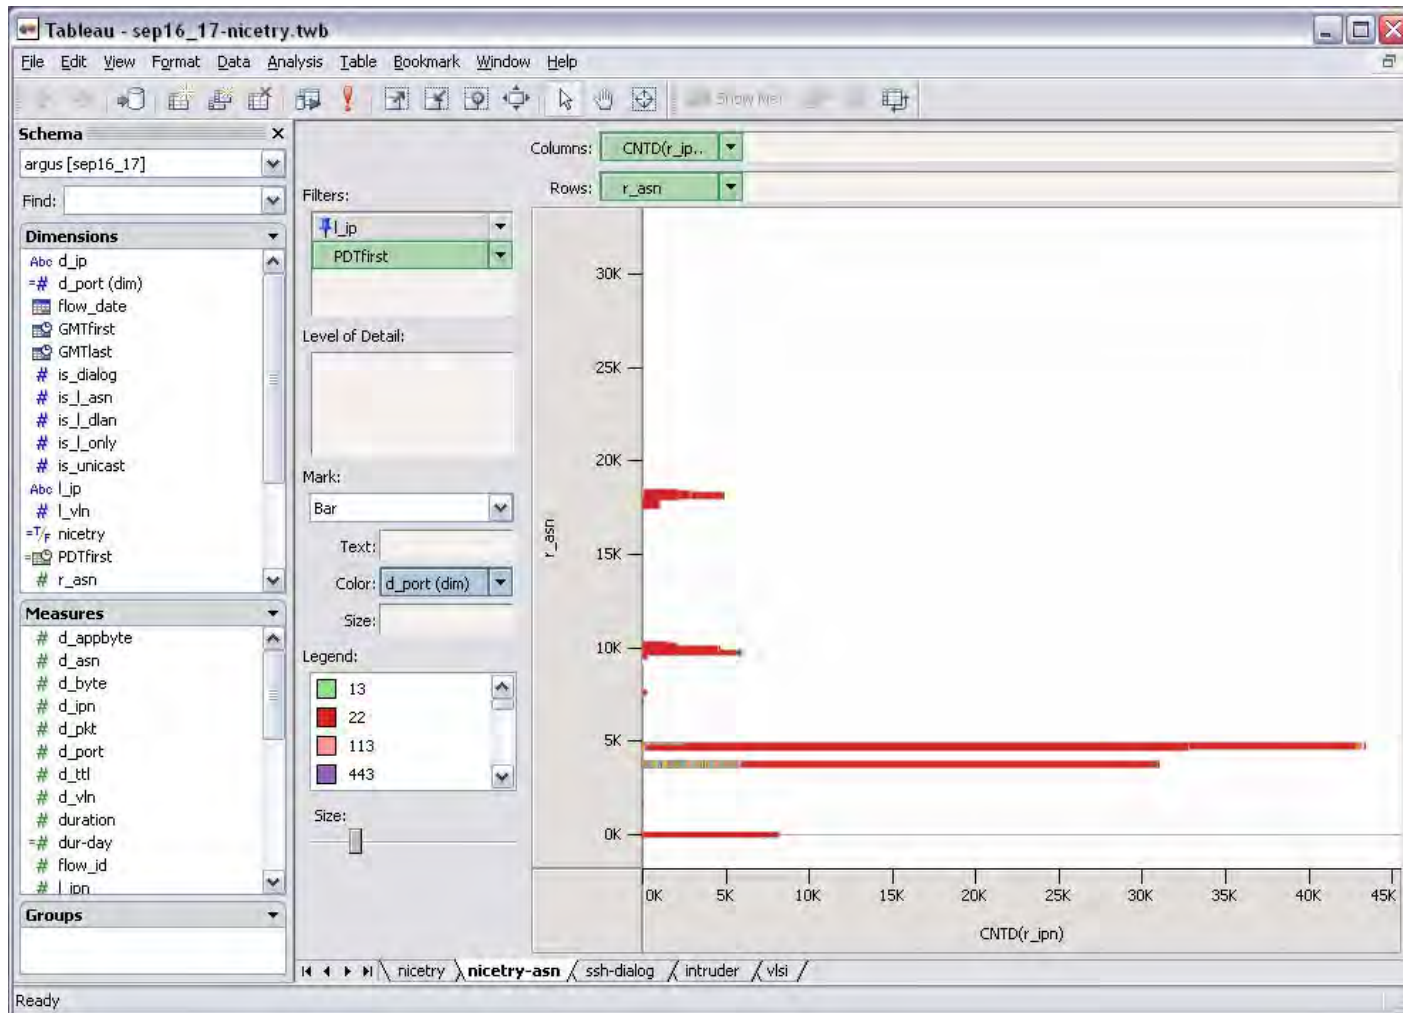 Tableau - sep16_17-nicetry.twb
File Edit View Format Data Analysis Table Bookmark Window Help
Show Me!
Schema
argus [sep16_17]
Find:
Dimensions
Abc d_ip
=# d_port (dim)
flow_date
GMTfirst
GMTlast
# is_dialog
# is_l_asn
# is_l_dlan
# is_l_only
# is_unicast
Abc l_ip
# l_vln
=T/F nicetry
= PDTfirst
# r_asn
Measures
# d_appbyte
# d_asn
# d_byte
# d_ipn
# d_pkt
# d_port
# d_ttl
# d_vln
# duration
=# dur-day
# flow_id
# l_ipn
Groups
Filters:
l_ip
PDTfirst
Level of Detail:
Mark:
Bar
Text:
Color: d_port (dim)
Size:
Legend:
13
22
113
443
Size:
Columns: CNTD(r_ip..
Rows: r_asn
r_asn
30K
25K
20K
15K
10K
5K
0K
0K 5K 10K 15K 20K 25K 30K 35K 40K 45K
CNTD(r_ipn)
nicetry nicetry-asn ssh-dialog intruder vlsi
Ready